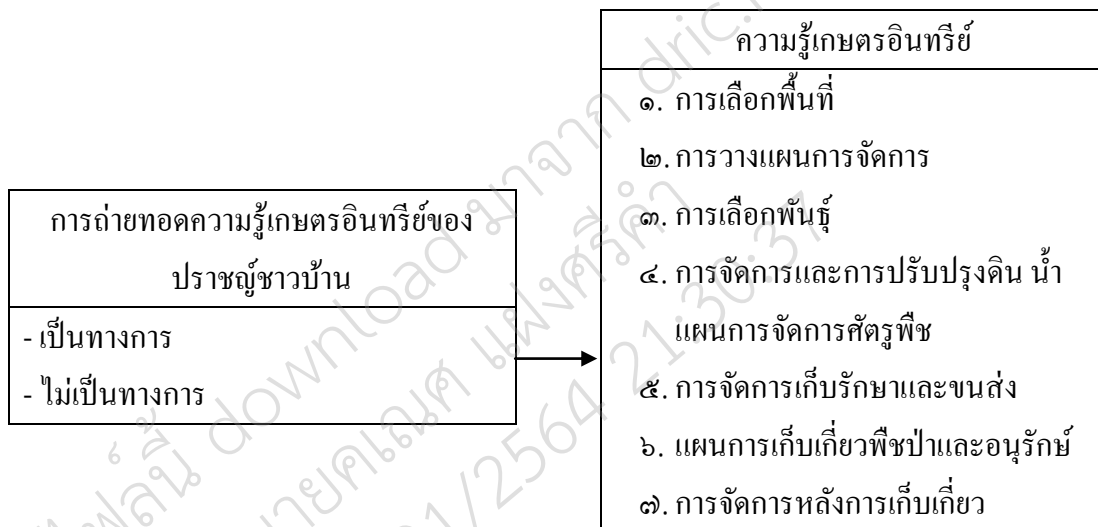 การถ่ายทอดความรู้เกษตรอินทรีย์ของ
ปราชญ์ชาวบ้าน
- เป็นทางการ
- ไม่เป็นทางการ
ความรู้เกษตรอินทรีย์
๑. การเลือกพื้นที่
๒. การวางแผนการจัดการ
๓. การเลือกพันธุ์
๔. การจัดการและการปรับปรุงดิน น้ำ
แผนการจัดการศัตรูพืช
๕. การจัดการเก็บรักษาและขนส่ง
๖. แผนการเก็บเกี่ยวพืชป่าและอนุรักษ์
๗. การจัดการหลังการเก็บเกี่ยว
download มาจาก dric.
21:30:37
/2564